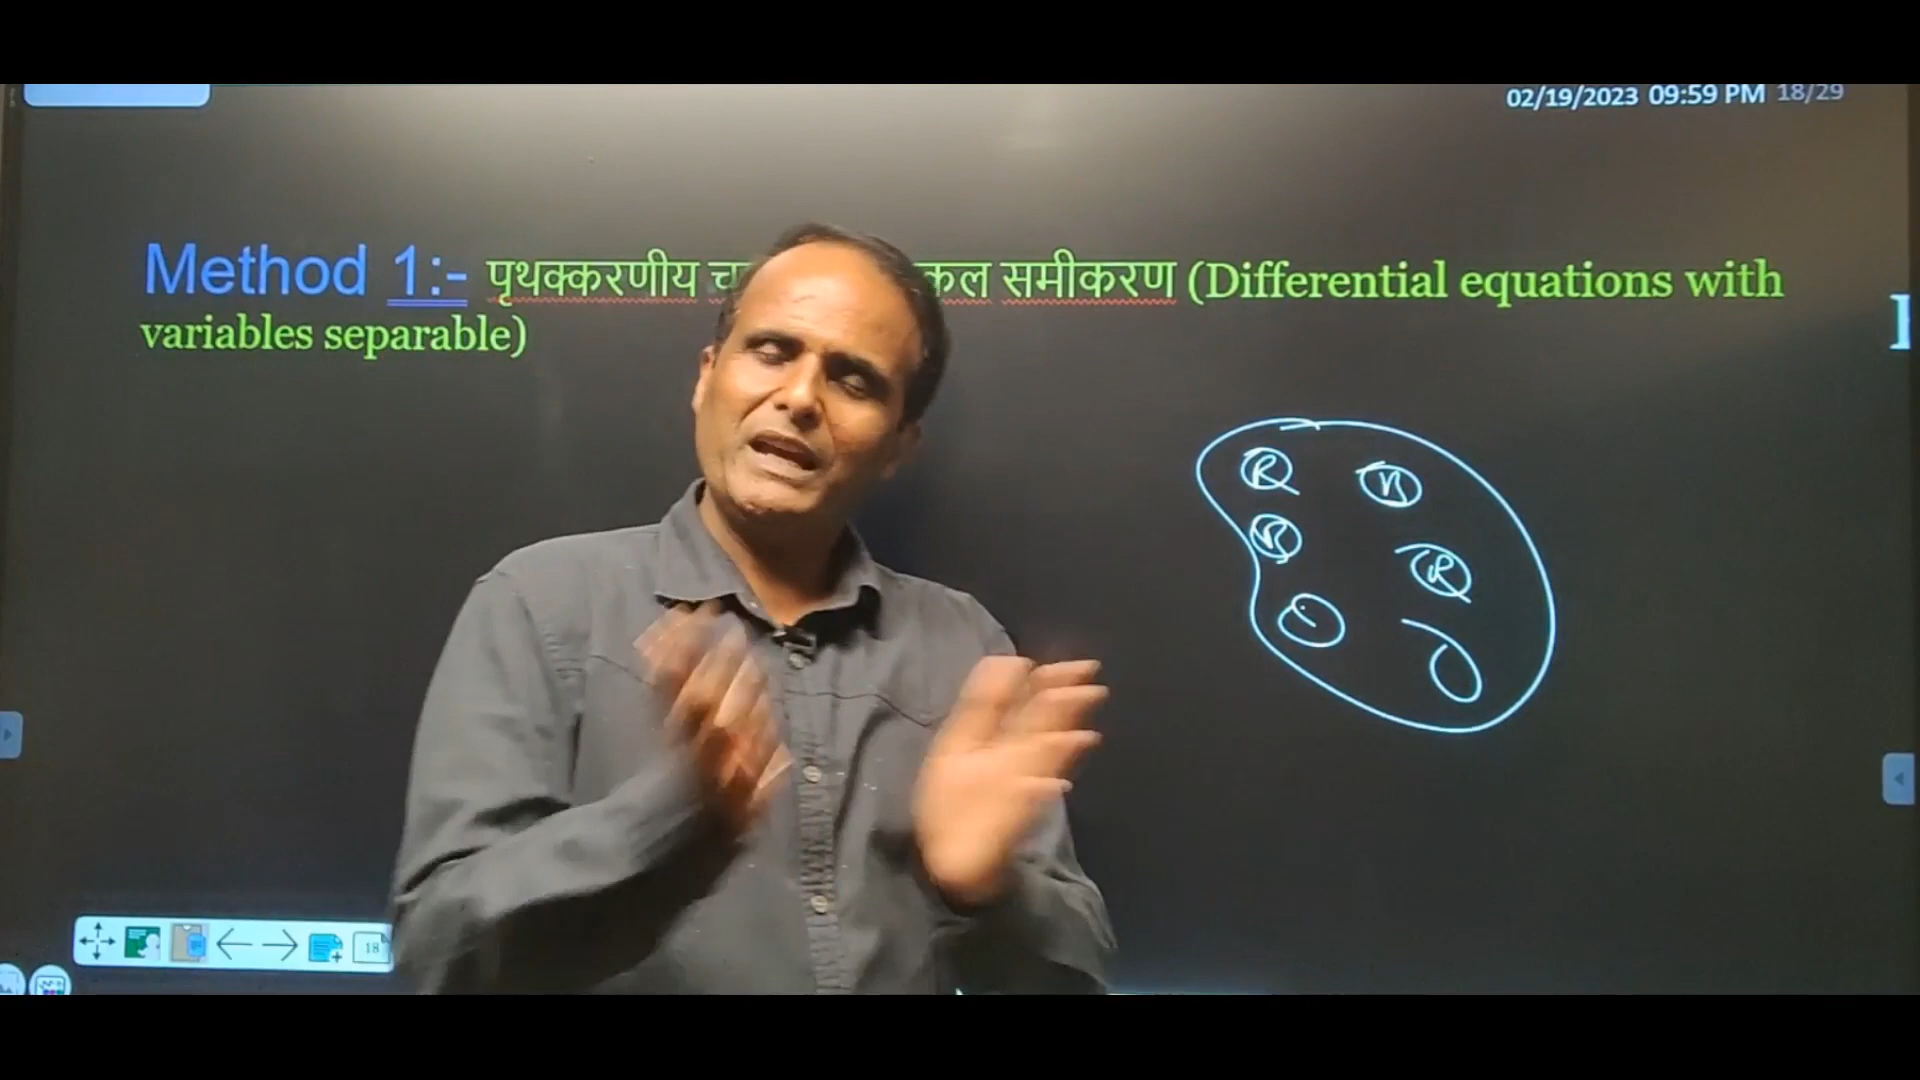 02/19/2023 09:59 PM 18/29
Method 1:- पृथक्करणीय समीकरण (Differential equations with
variables separable)
R
R
18